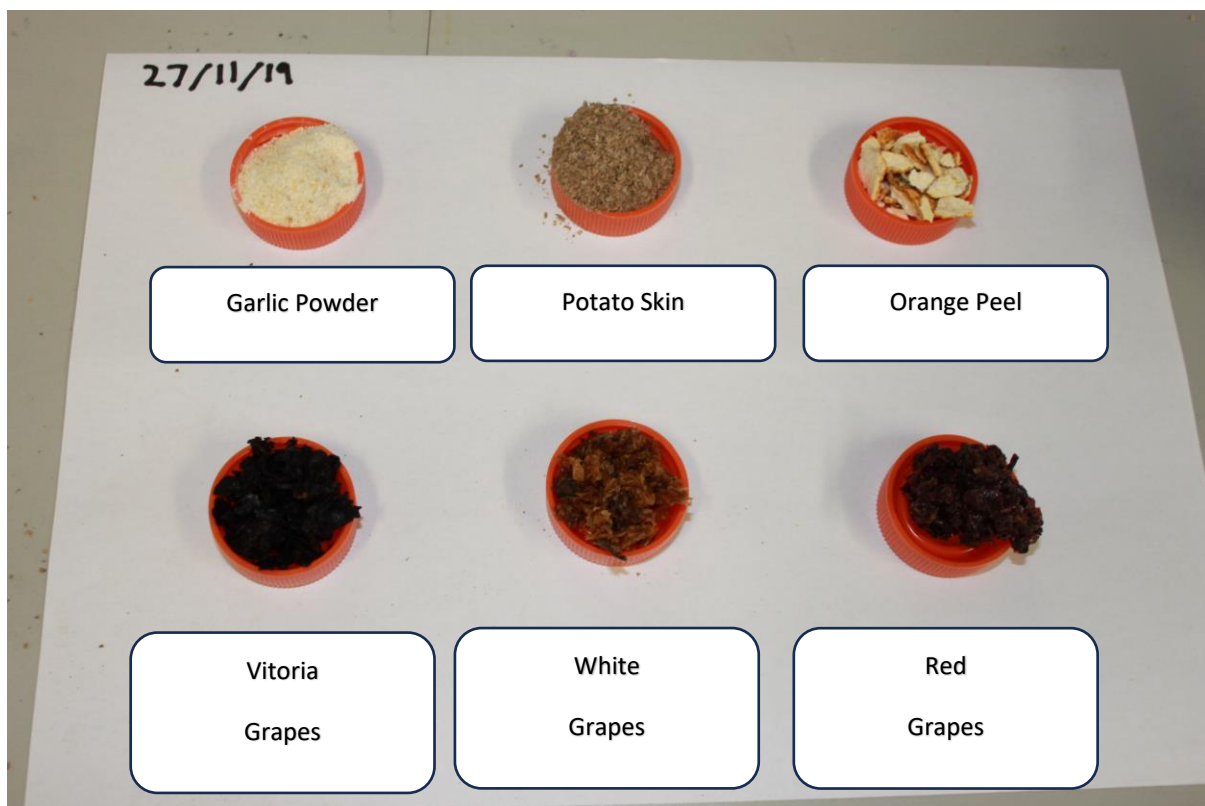 27/11/19
Garlic Powder
Potato Skin
Orange Peel
Vitoria
Grapes
White
Grapes
Red
Grapes